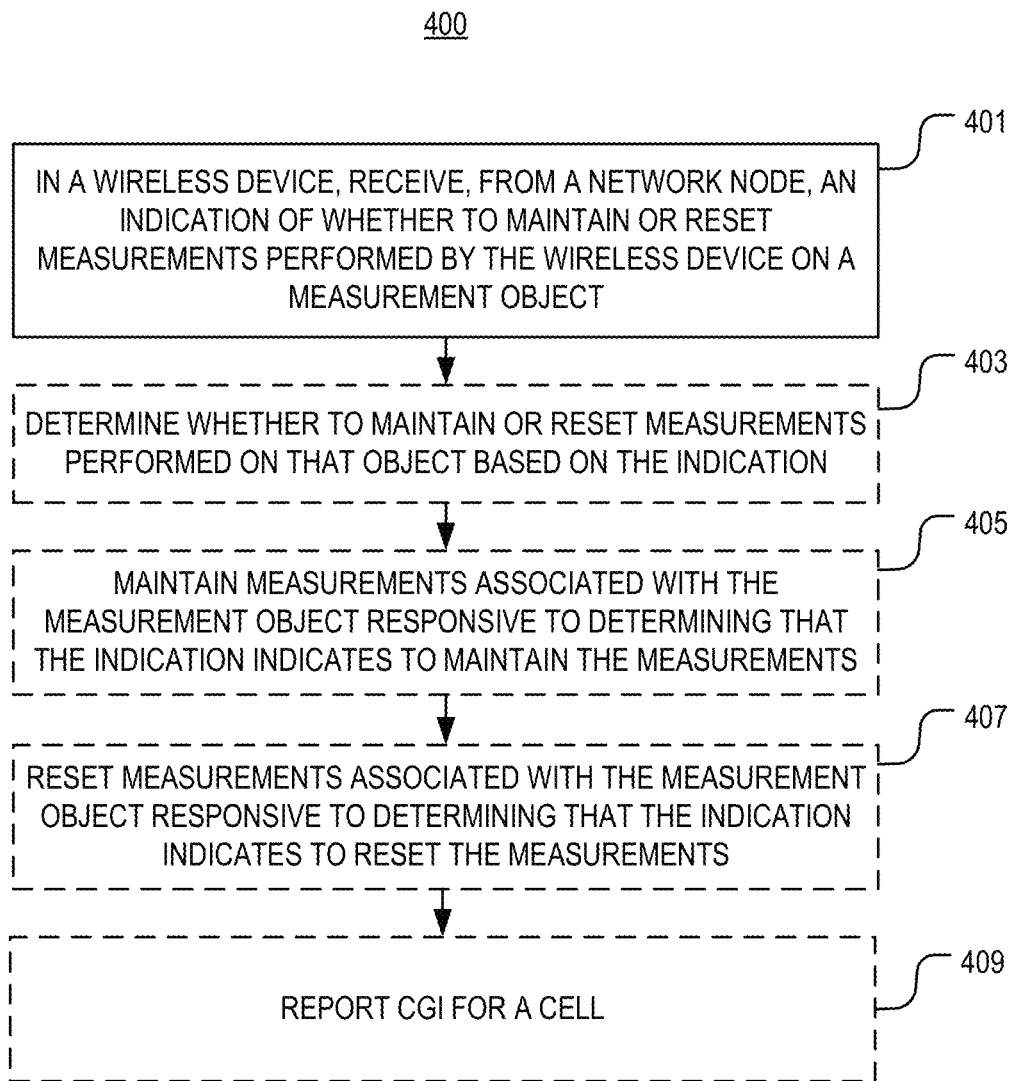 400
401
IN A WIRELESS DEVICE, RECEIVE, FROM A NETWORK NODE, AN
INDICATION OF WHETHER TO MAINTAIN OR RESET
MEASUREMENTS PERFORMED BY THE WIRELESS DEVICE ON A
MEASUREMENT OBJECT
403
DETERMINE WHETHER TO MAINTAIN OR RESET MEASUREMENTS
PERFORMED ON THAT OBJECT BASED ON THE INDICATION
405
MAINTAIN MEASUREMENTS ASSOCIATED WITH THE
MEASUREMENT OBJECT RESPONSIVE TO DETERMINING THAT
THE INDICATION INDICATES TO MAINTAIN THE MEASUREMENTS
407
RESET MEASUREMENTS ASSOCIATED WITH THE MEASUREMENT
OBJECT RESPONSIVE TO DETERMINING THAT THE INDICATION
INDICATES TO RESET THE MEASUREMENTS
409
REPORT CGI FOR A CELL